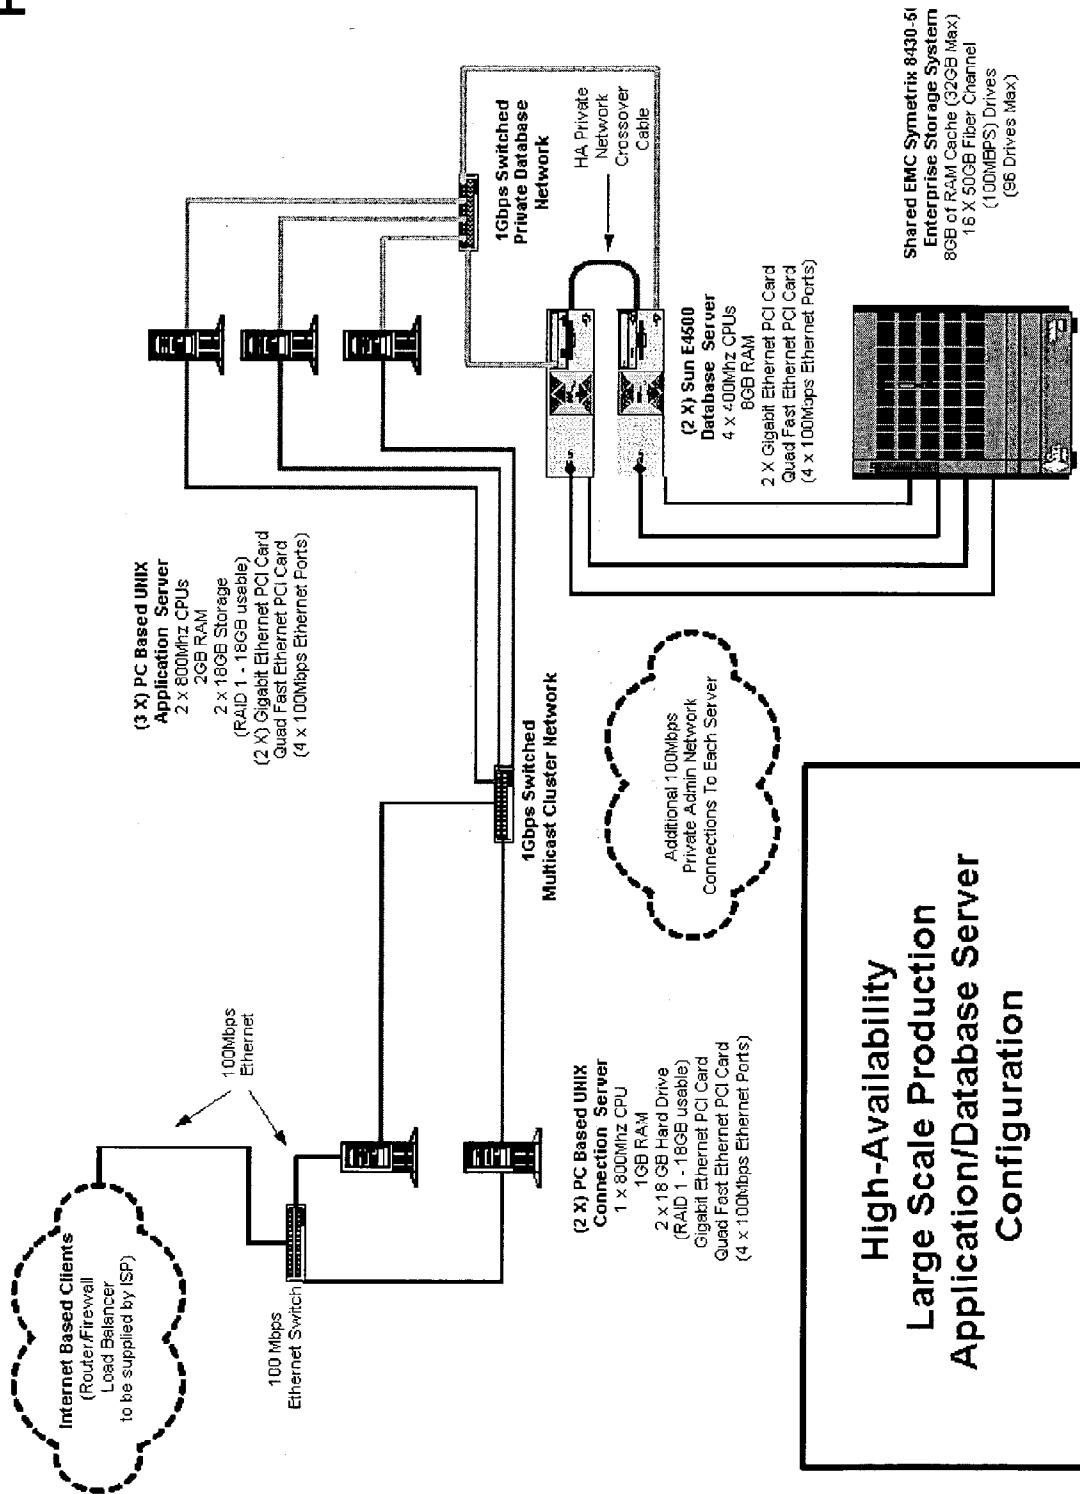 Internet Based Clients
(Router/Firewall
Load Balancer
to be supplied by ISP)
100Mbps
Ethernet
100 Mbps
Ethernet Switch
(2 X) PC Based UNIX
Connection Server
1 x 800Mhz CPU
1GB RAM
2 x 18 GB Hard Drive
(RAID 1 - 18GB usable)
Gigabit Ethernet PCI Card
Quad Fast Ethernet PCI Card
(4 x 100Mbps Ethernet Ports)
1Gbps Switched
Multicast Cluster Network
(3 X) PC Based UNIX
Application Server
2 x 800Mhz CPUs
2GB RAM
2 x 18GB Storage
(RAID 1 - 18GB usable)
(2 X) Gigabit Ethernet PCI Card
Quad Fast Ethernet PCI Card
(4 x 100Mbps Ethernet Ports)
Additional 100Mbps
Private Admin Network
Connections To Each Server
1Gbps Switched
Private Database
Network
HA Private
Network
Crossover
Cable
(2 X) Sun E4500
Database Server
4 x 400Mhz CPUs
8GB RAM
2 X Gigabit Ethernet PCI Card
Quad Fast Ethernet PCI Card
(4 x 100Mbps Ethernet Ports)
Shared EMC Symetrix
Enterprise Storage System
8GB of RAM Cache (32GB Max)
16 X 50GB Fiber Channel
(100MBPS) Drives
(96 Drives Max)
High-Availability
Large Scale Production
Application/Database Server
Configuration